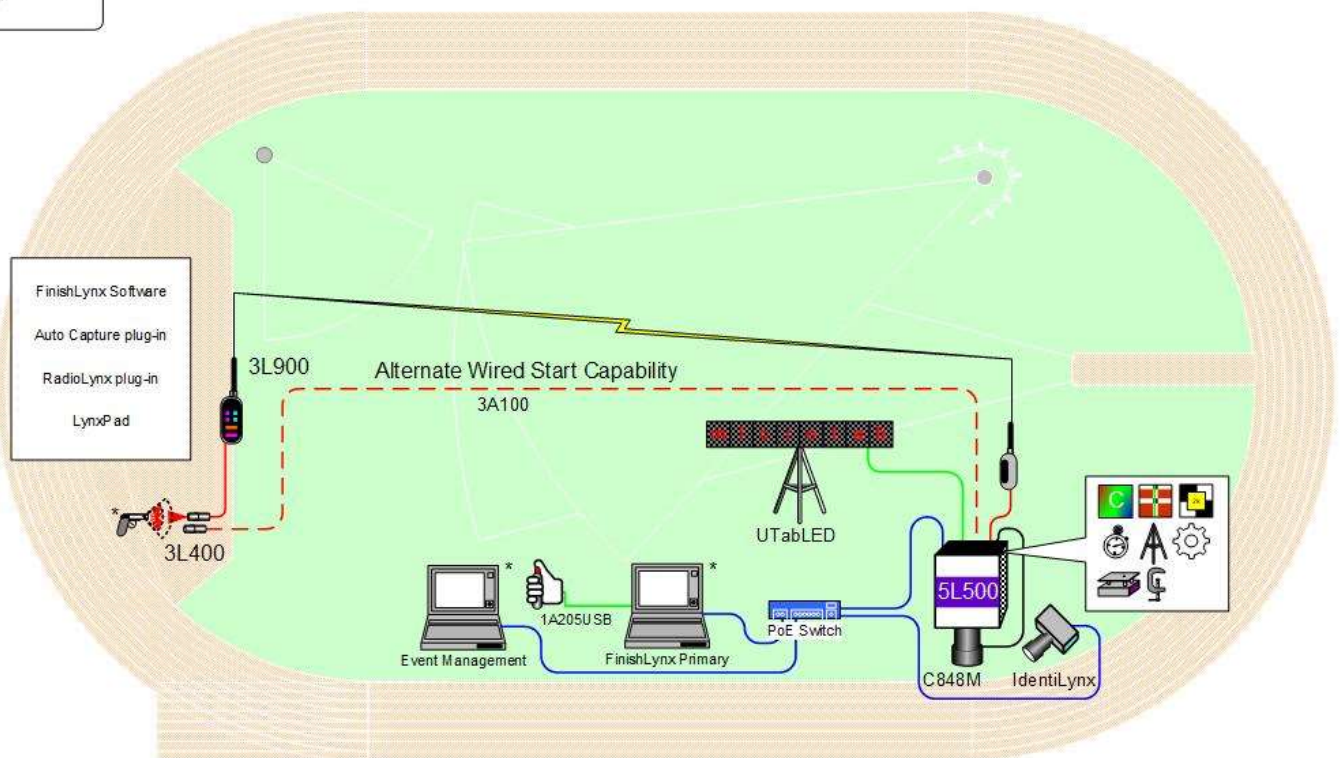 FinishLynx Software
Auto Capture plug-in
RadioLynx plug-in
LynxPad
3L900
Alternate Wired Start Capability
3A100
*
3L400
UTabLED
C
5L500
*
*
1A205USB
PoE Switch
Event Management
FinishLynx Primary
C848M
IdentiLynx